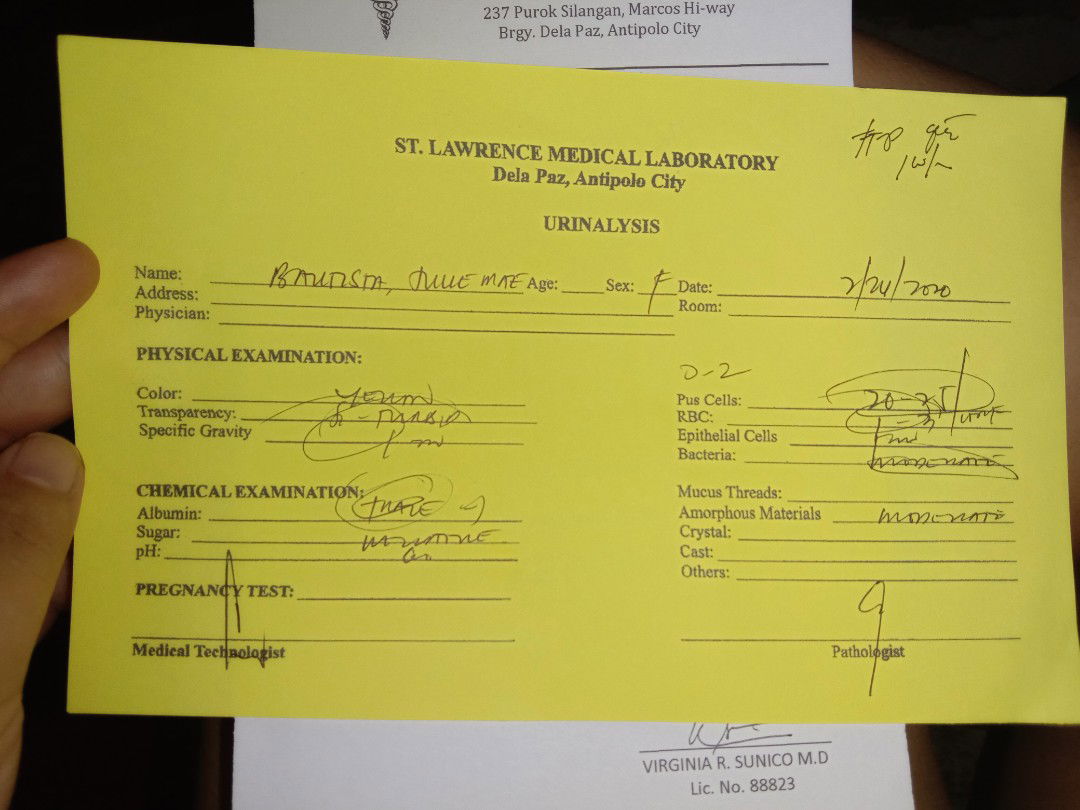 237 Purok Silangan, Marcos Hi-way
Brgy. Dela Paz, Antipolo City
ST. LAWRENCE MEDICAL LABORATORY
Dela Paz, Antipolo City
URINALYSIS
Name: BAUTISTA, JULIE MAE Age: Sex: F Date: 2/24/2020
Address: Room:
Physician:
PHYSICAL EXAMINATION:
0-2
Color: YELLOW Pus Cells: 20-25
Transparency: RBC:
Specific Gravity Epithelial Cells
Bacteria: MODERATE
CHEMICAL EXAMINATION: Mucus Threads:
Albumin: TRACE Amorphous Materials MODERATE
Sugar: NEGATIVE Crystal:
pH: Cast:
Others:
PREGNANCY TEST:
Medical Technologist Pathologist
VIRGINIA R. SUNICO M.D
Lic. No. 88823